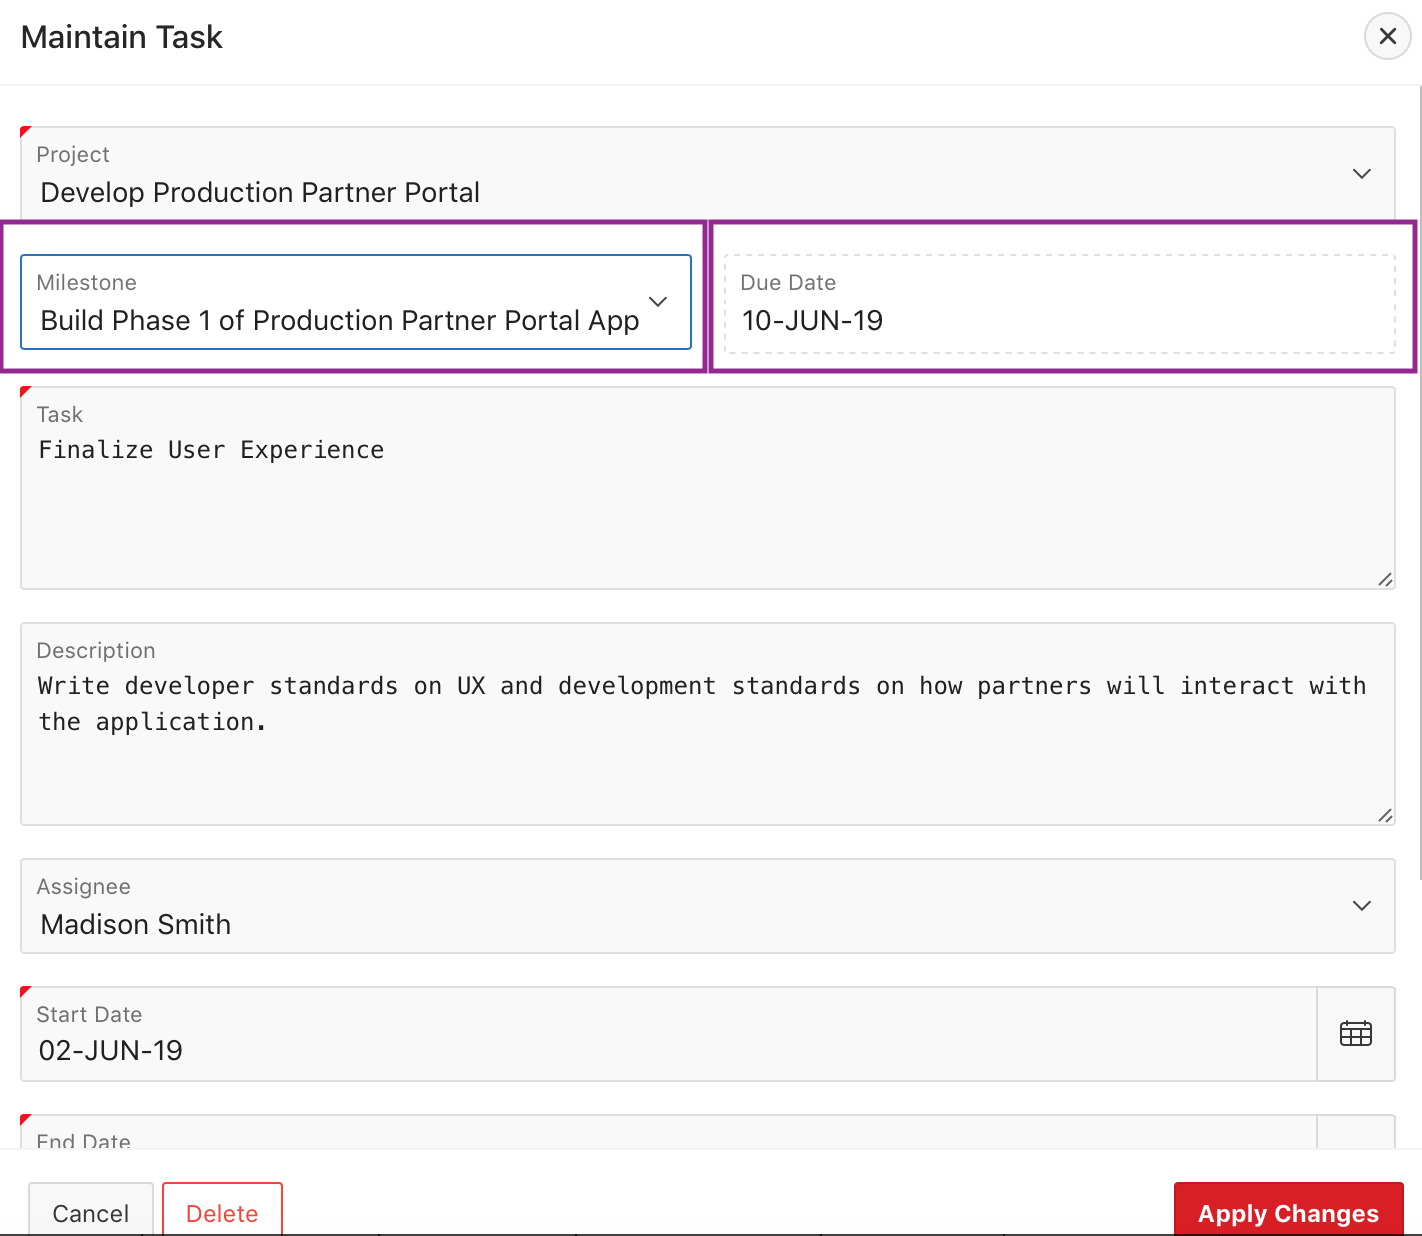 Maintain Task
Project
Develop Production Partner Portal
Milestone
Build Phase 1 of Production Partner Portal App
Due Date
10-JUN-19
Task
Finalize User Experience
Description
Write developer standards on UX and development standards on how partners will interact with
the application.
Assignee
Madison Smith
Start Date
02-JUN-19
End Date
Cancel
Delete
Apply Changes